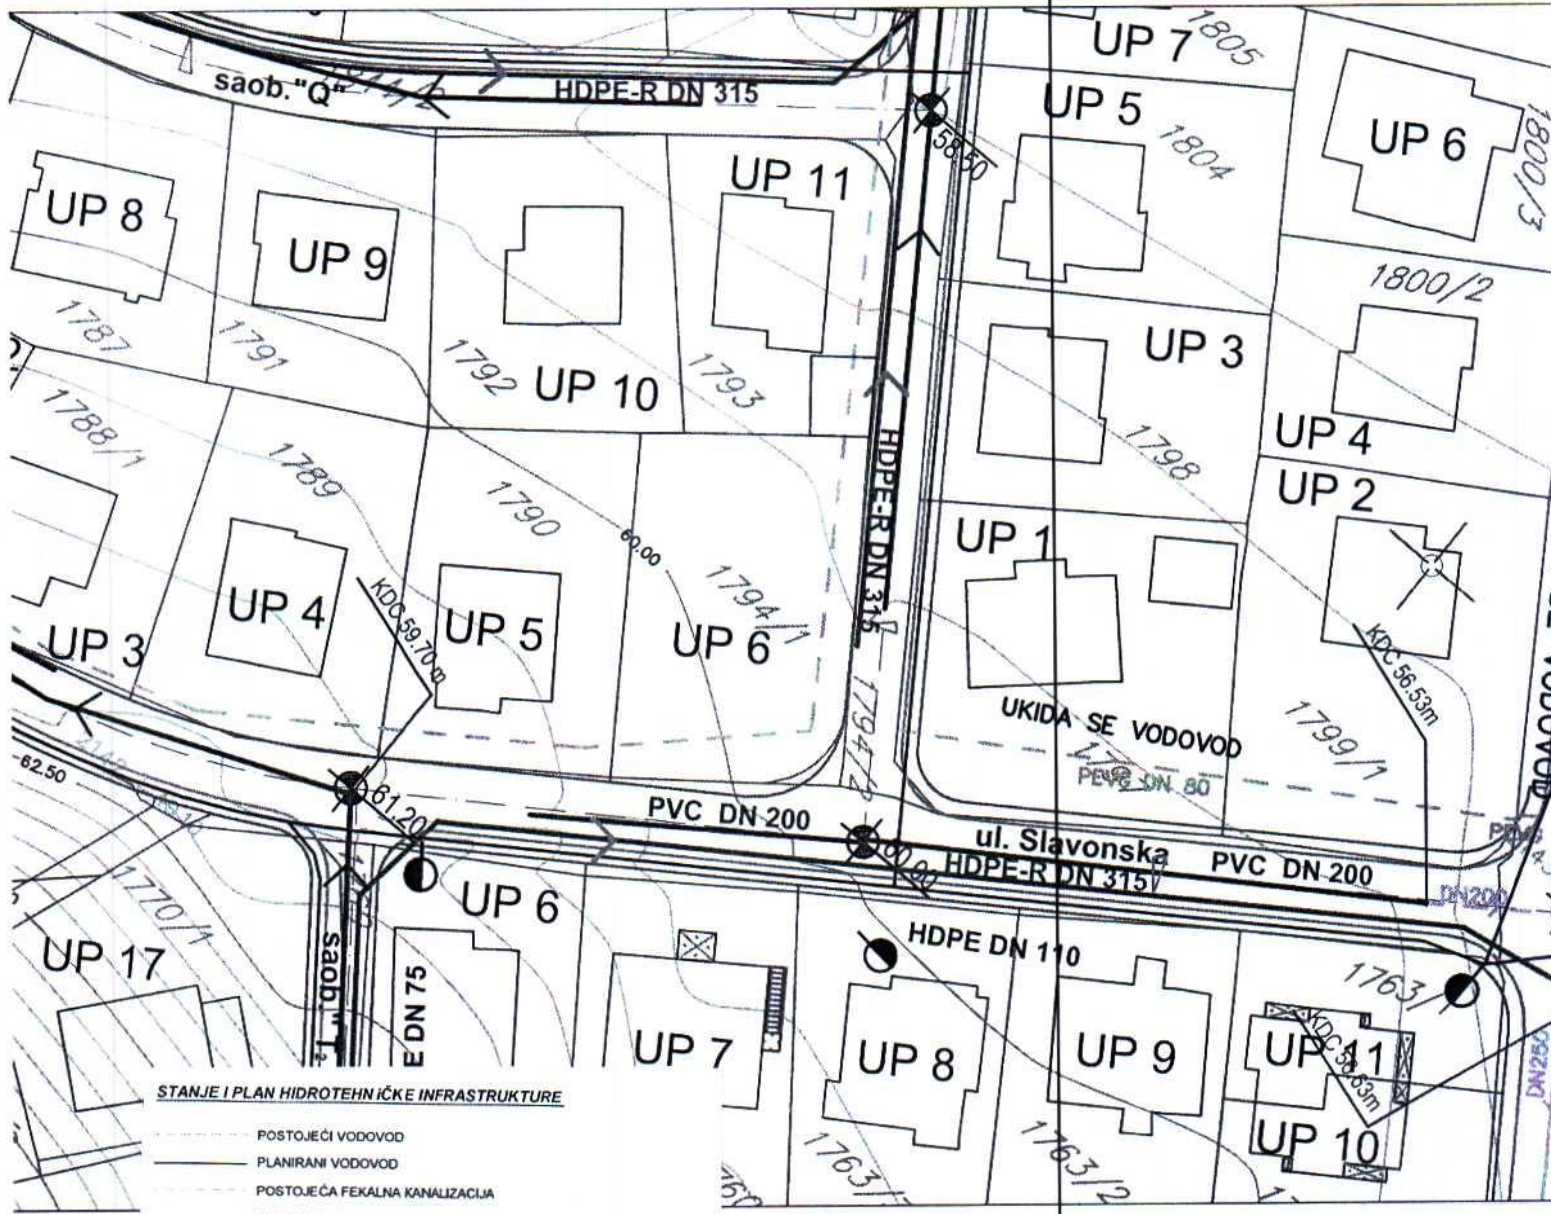 UP 7
1805
saob."Q"
HDPE-R DN 315
UP 5
1804
UP 6
1800/3
58.50
UP 11
UP 8
UP 9
1800/2
1787
1791
1792
UP 10
1793
UP 3
UP 4
1798
1788/1
1789
1790
60.00
HDPE-R DN 315
UP 2
UP 1
1794/1
UP 3
UP 4
KDC 59.70 m
UP 5
UP 6
1794/2
UKIDA SE VODOVOD
KDC 56.53m
1799/1
PEVG DN 80
62.50
61.20
PVC DN 200
60.00
ul. Slavonska
HDPE-R DN 315
PVC DN 200
DN200
VODOVOD
1770/1
UP 6
UP 17
saob. "T"
E DN 75
HDPE DN 110
1763/
UP 7
UP 8
UP 9
UP 11
UP 10
DN250
1763/2
STANJE I PLAN HIDROTEHNIČKE INFRASTRUKTURE
POSTOJEĆI VODOVOD
PLANIRANI VODOVOD
POSTOJEĆA FEKALNA KANALIZACIJA